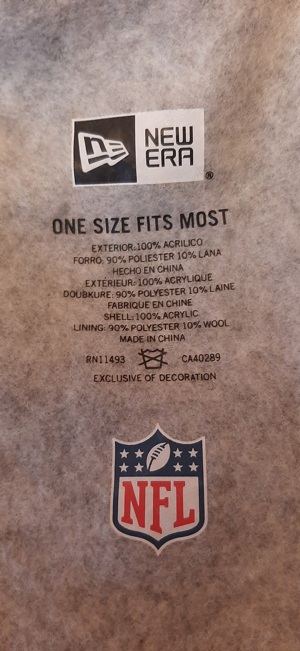 NEW
ERA
®
ONE SIZE FITS MOST
EXTERIOR:100% ACRILICO
FORRO: 90% POLIESTER 10% LANA
HECHO EN CHINA
EXTÉRIEUR:100% ACRYLIQUE
DOUBKURE: 90% POLYESTER 10% LAINE
FABRIQUE EN CHINE
SHELL:100% ACRYLIC
LINING: 90% POLYESTER 10% WOOL
MADE IN CHINA
RN11493 CA40289
EXCLUSIVE OF DECORATION
NFL